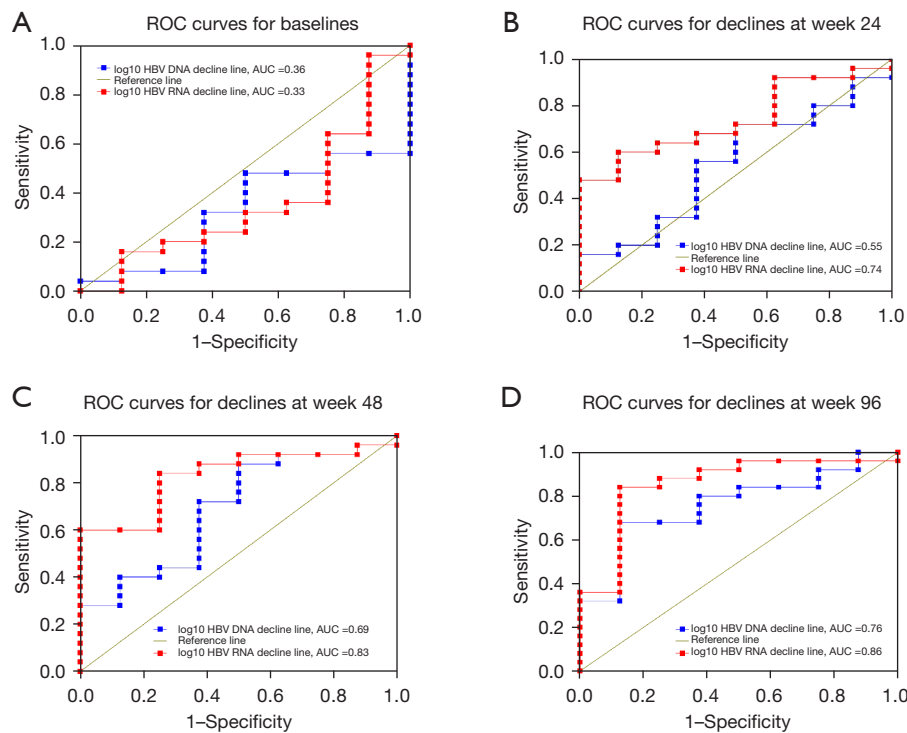 A
ROC curves for baselines
1.0
0.8
0.6
0.4
0.2
0.0
Sensitivity
log10 HBV DNA decline line, AUC =0.36
Reference line
log10 HBV RNA decline line, AUC =0.33
0.0 0.2 0.4 0.6 0.8 1.0
1–Specificity
B
ROC curves for declines at week 24
1.0
0.8
0.6
0.4
0.2
0.0
Sensitivity
log10 HBV DNA decline line, AUC =0.55
Reference line
log10 HBV RNA decline line, AUC =0.74
0.0 0.2 0.4 0.6 0.8 1.0
1–Specificity
C
ROC curves for declines at week 48
1.0
0.8
0.6
0.4
0.2
0.0
Sensitivity
log10 HBV DNA decline line, AUC =0.69
Reference line
log10 HBV RNA decline line, AUC =0.83
0.0 0.2 0.4 0.6 0.8 1.0
1–Specificity
D
ROC curves for declines at week 96
1.0
0.8
0.6
0.4
0.2
0.0
Sensitivity
log10 HBV DNA decline line, AUC =0.76
Reference line
log10 HBV RNA decline line, AUC =0.86
0.0 0.2 0.4 0.6 0.8 1.0
1–Specificity